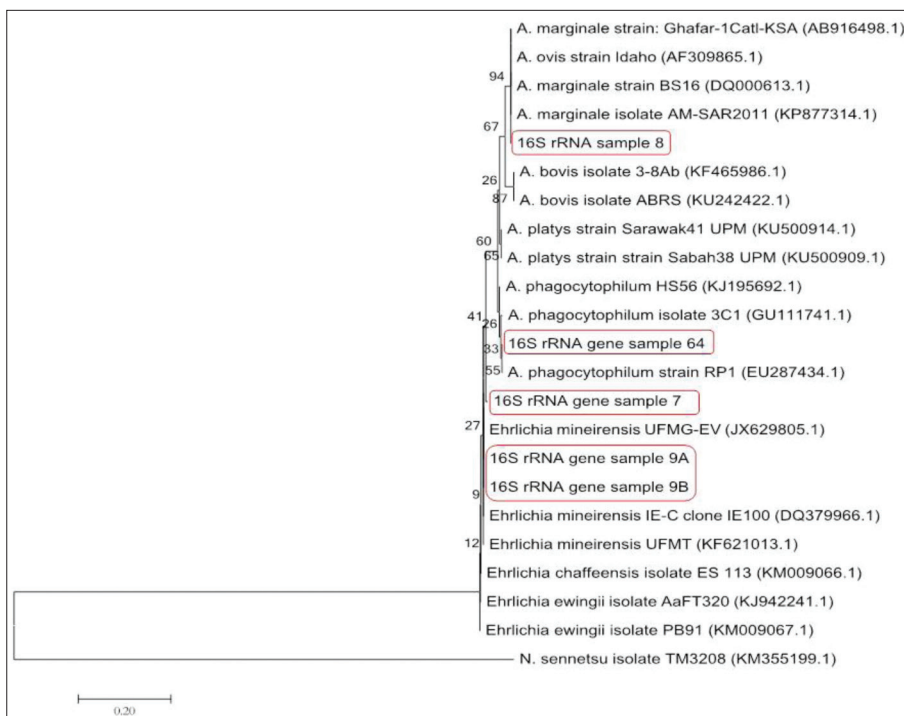 A. marginale strain: Ghafar-1Catl-KSA (AB916498.1)
A. ovis strain Idaho (AF309865.1)
94
A. marginale strain BS16 (DQ000613.1)
A. marginale isolate AM-SAR2011 (KP877314.1)
67
16S rRNA sample 8
A. bovis isolate 3-8Ab (KF465986.1)
26
87
A. bovis isolate ABRS (KU242422.1)
A. platys strain Sarawak41 UPM (KU500914.1)
60
65
A. platys strain strain Sabah38 UPM (KU500909.1)
A. phagocytophilum HS56 (KJ195692.1)
41
26
A. phagocytophilum isolate 3C1 (GU111741.1)
16S rRNA gene sample 64
33
55
A. phagocytophilum strain RP1 (EU287434.1)
16S rRNA gene sample 7
27
Ehrlichia mineirensis UFMG-EV (JX629805.1)
16S rRNA gene sample 9A
9
16S rRNA gene sample 9B
Ehrlichia mineirensis IE-C clone IE100 (DQ379966.1)
12
Ehrlichia mineirensis UFMT (KF621013.1)
Ehrlichia chaffeensis isolate ES 113 (KM009066.1)
Ehrlichia ewingii isolate AaFT320 (KJ942241.1)
Ehrlichia ewingii isolate PB91 (KM009067.1)
N. sennetsu isolate TM3208 (KM355199.1)
0.20